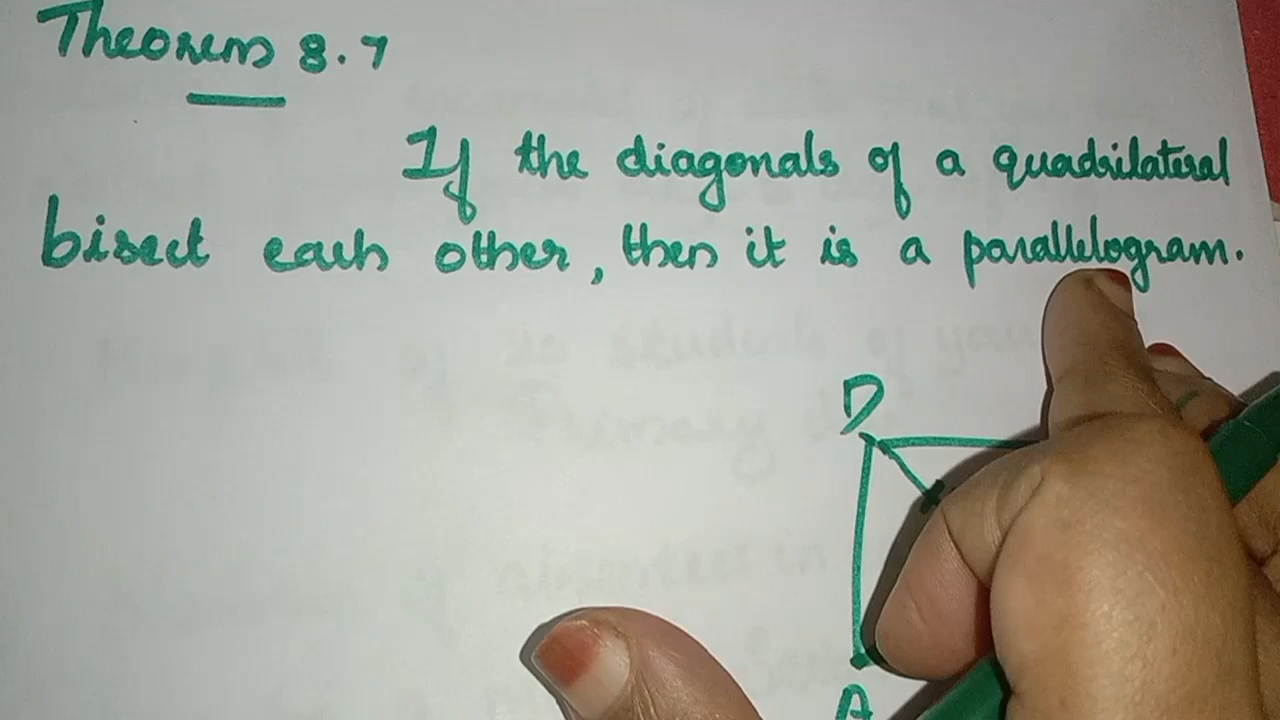 Theorem 8.7
If the diagonals of a quadrilateral
bisect each other, then it is a parallelogram.
D
A